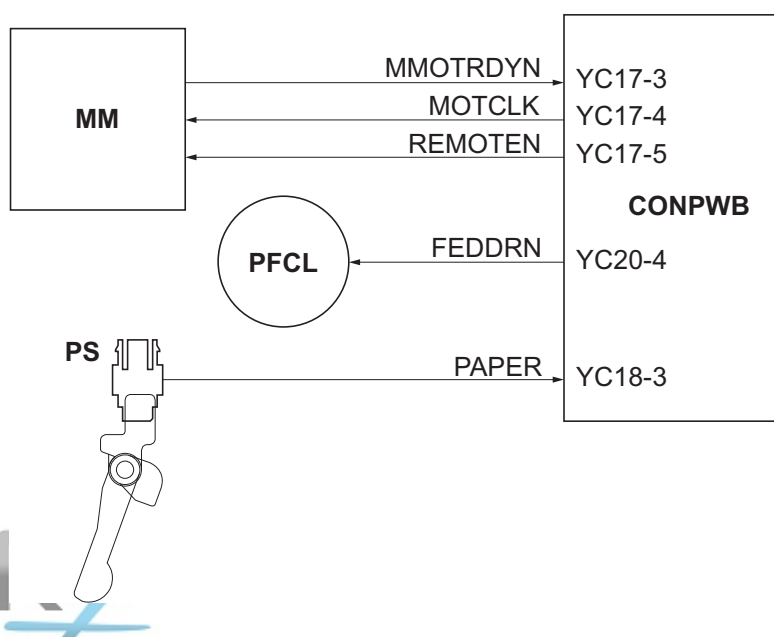 MMOTRDYN YC17-3
MM MOTCLK YC17-4
REMOTEN YC17-5
CONPWB
PFCL FEDDRN YC20-4
PS
PAPER YC18-3